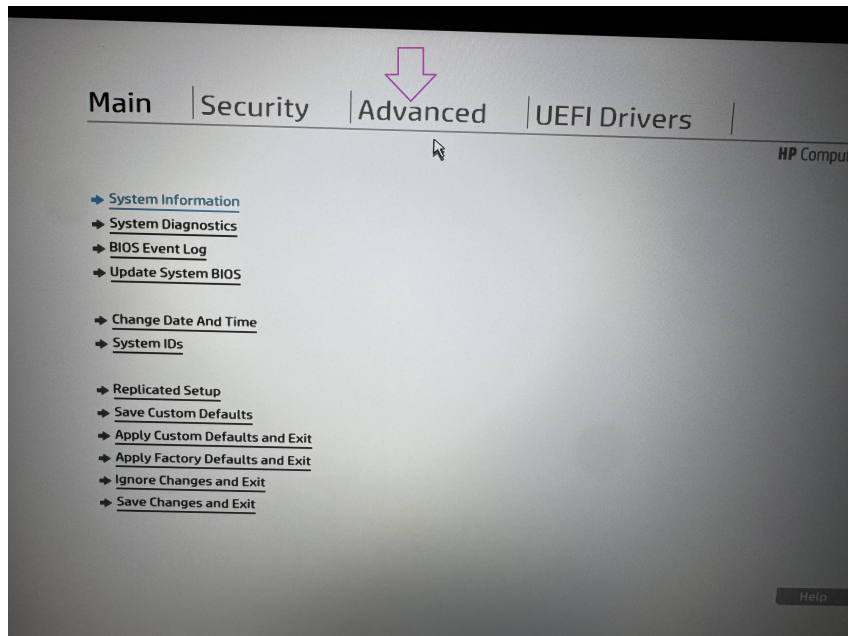 Main Security Advanced UEFI Drivers
HP
System Information
System Diagnostics
BIOS Event Log
Update System BIOS
Change Date And Time
System IDs
Replicated Setup
Save Custom Defaults
Apply Custom Defaults and Exit
Apply Factory Defaults and Exit
Ignore Changes and Exit
Save Changes and Exit
Help